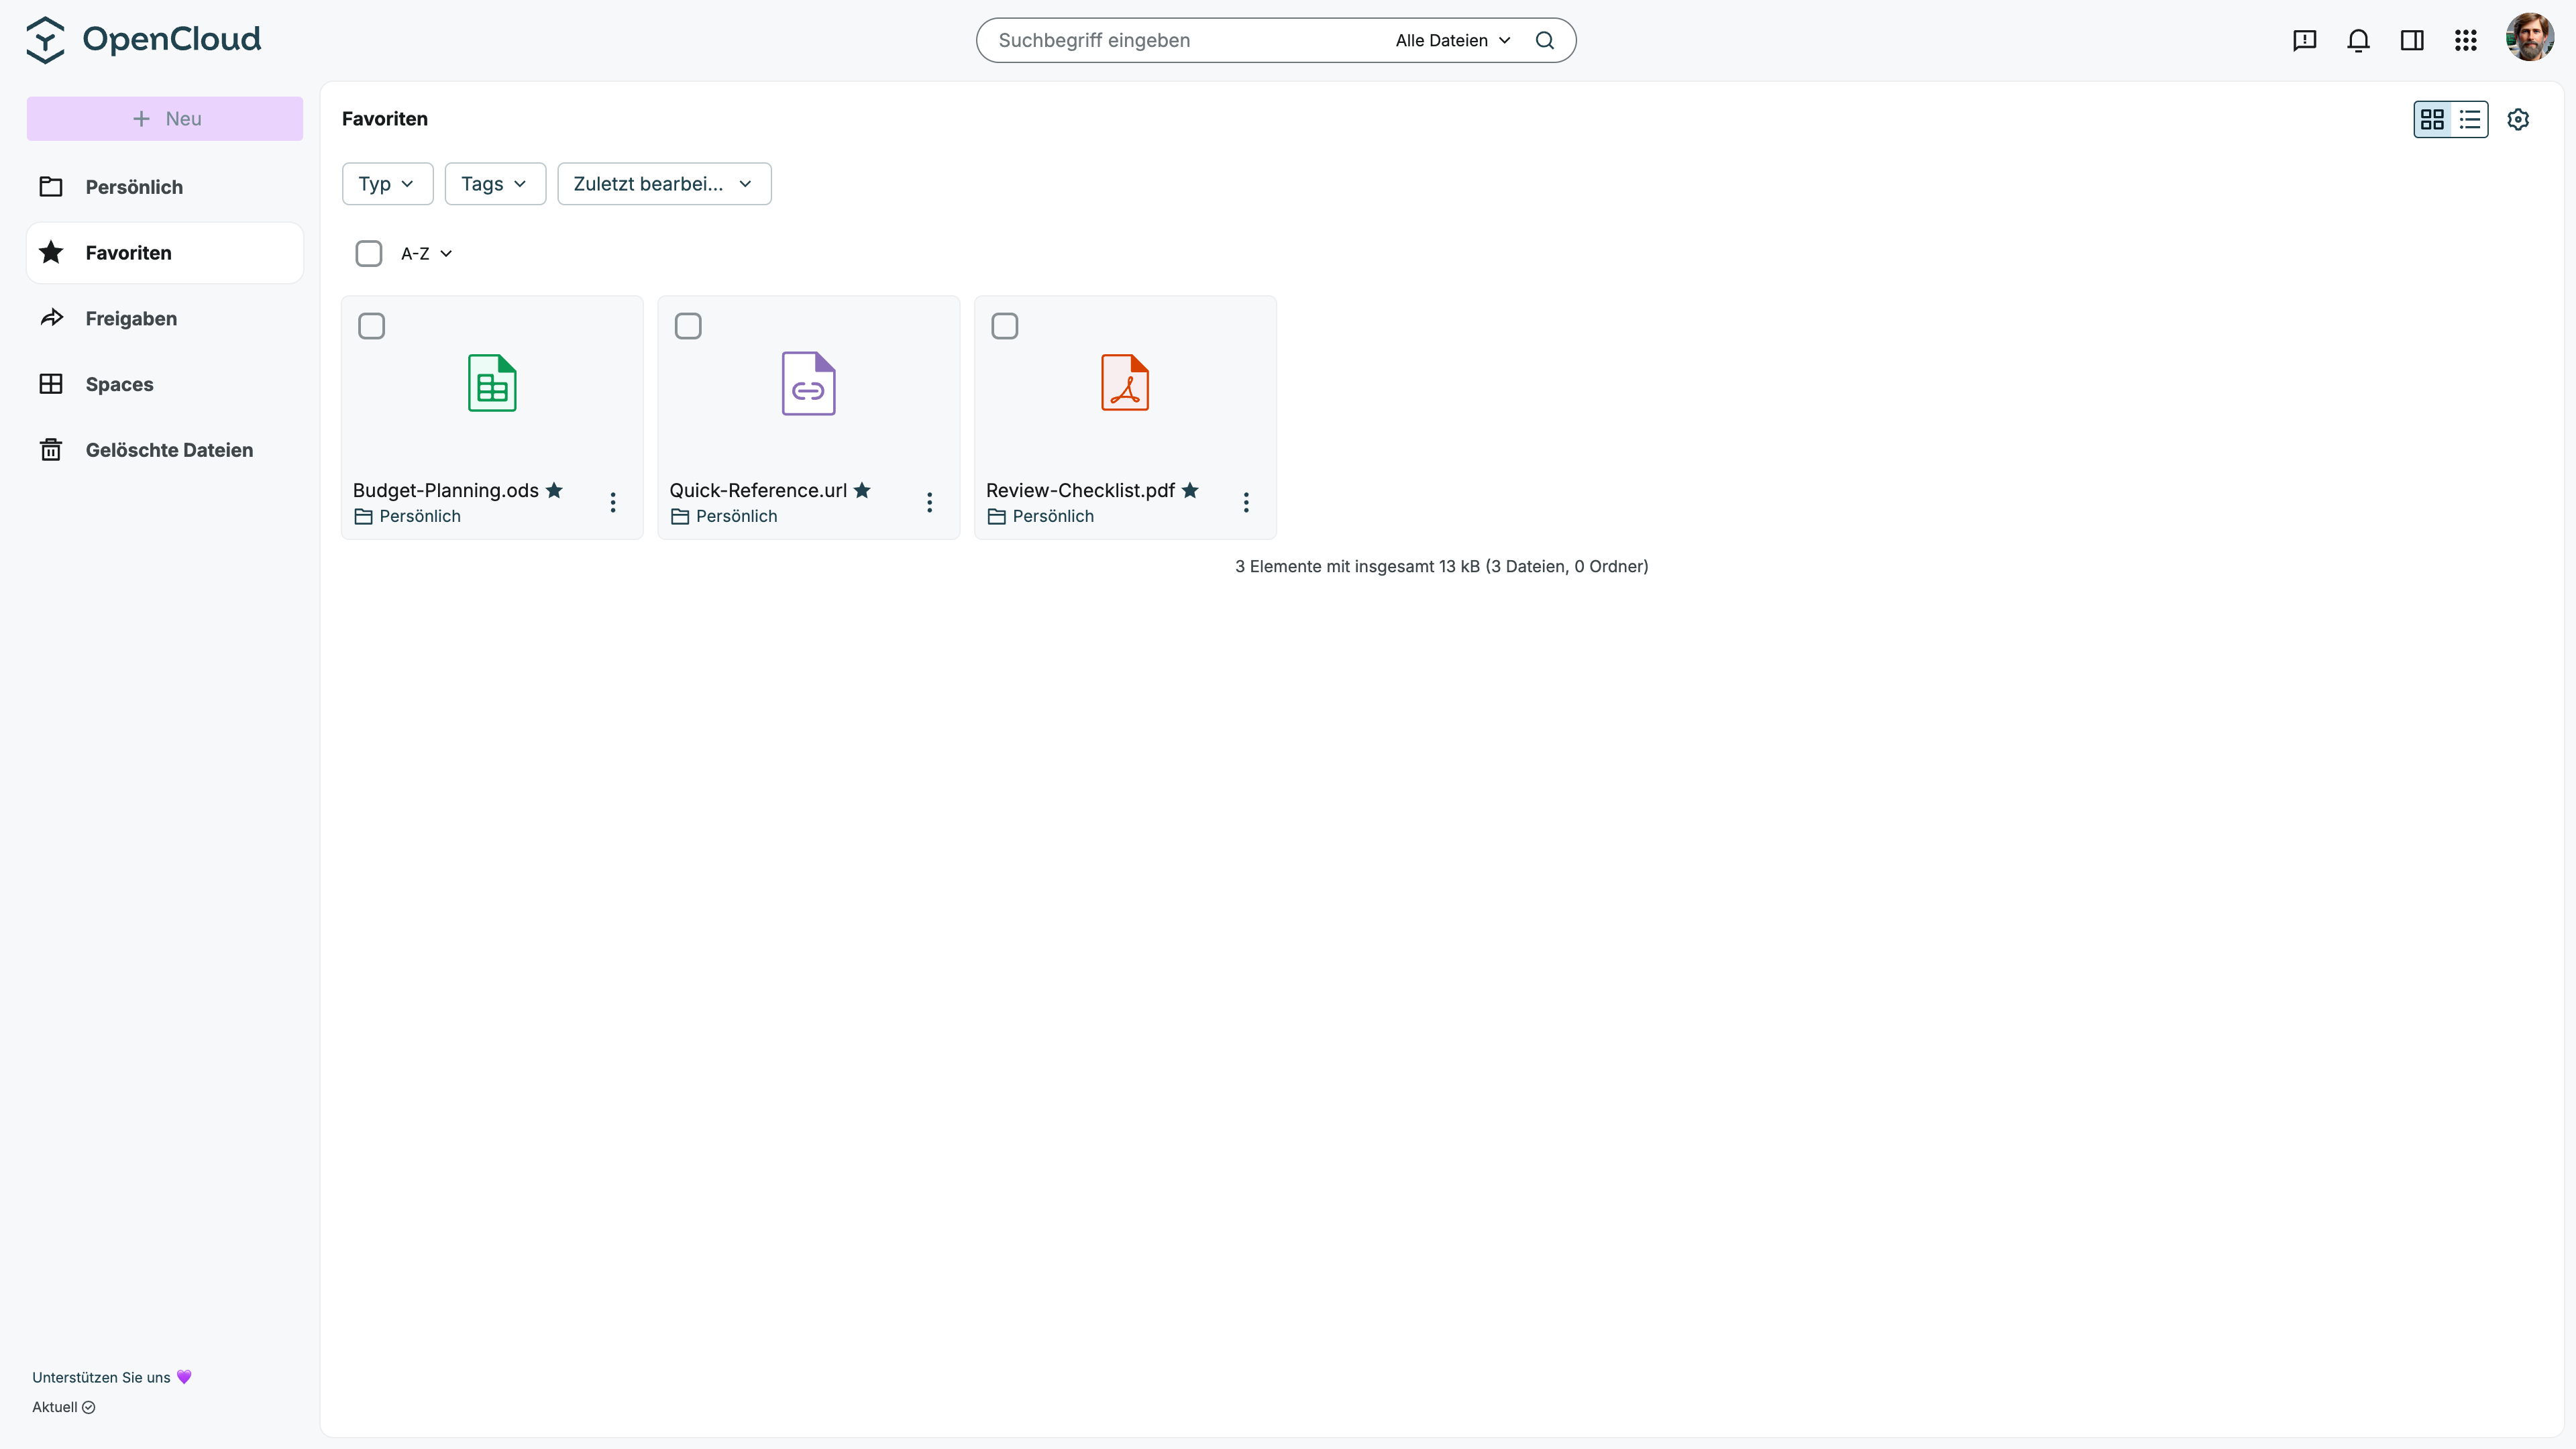 OpenCloud
Suchbegriff eingeben
Alle Dateien
Neu
Persönlich
Favoriten
Freigaben
Spaces
Gelöschte Dateien
Unterstützen Sie uns 💜
Aktuell
Favoriten
Typ
Tags
Zuletzt bearbei...
A-Z
Budget-Planning.ods
Persönlich
Quick-Reference.url
Persönlich
Review-Checklist.pdf
Persönlich
3 Elemente mit insgesamt 13 kB (3 Dateien, 0 Ordner)